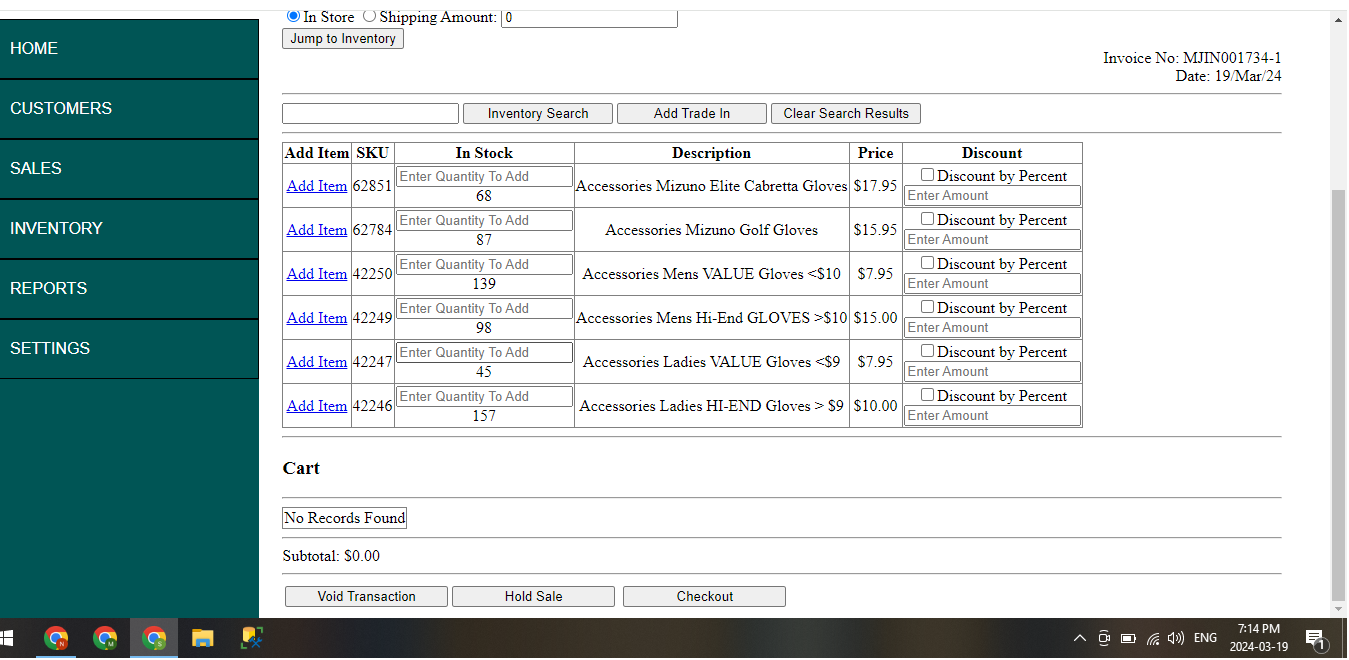 In Store Shipping Amount: 0
Jump to Inventory
HOME
CUSTOMERS
SALES
INVENTORY
REPORTS
SETTINGS
Invoice No: MJIN001734-1
Date: 19/Mar/24
Inventory Search Add Trade In Clear Search Results
Add Item SKU In Stock Description Price Discount
Add Item 62851 Enter Quantity To Add 68 Accessories Mizuno Elite Cabretta Gloves $17.95 Discount by Percent Enter Amount
Add Item 62784 Enter Quantity To Add 87 Accessories Mizuno Golf Gloves $15.95 Discount by Percent Enter Amount
Add Item 42250 Enter Quantity To Add 139 Accessories Mens VALUE Gloves <$10 $7.95 Discount by Percent Enter Amount
Add Item 42249 Enter Quantity To Add 98 Accessories Mens Hi-End GLOVES >$10 $15.00 Discount by Percent Enter Amount
Add Item 42247 Enter Quantity To Add 45 Accessories Ladies VALUE Gloves <$9 $7.95 Discount by Percent Enter Amount
Add Item 42246 Enter Quantity To Add 157 Accessories Ladies HI-END Gloves > $9 $10.00 Discount by Percent Enter Amount
Cart
No Records Found
Subtotal: $0.00
Void Transaction Hold Sale Checkout
ENG
7:14 PM
2024-03-19
1